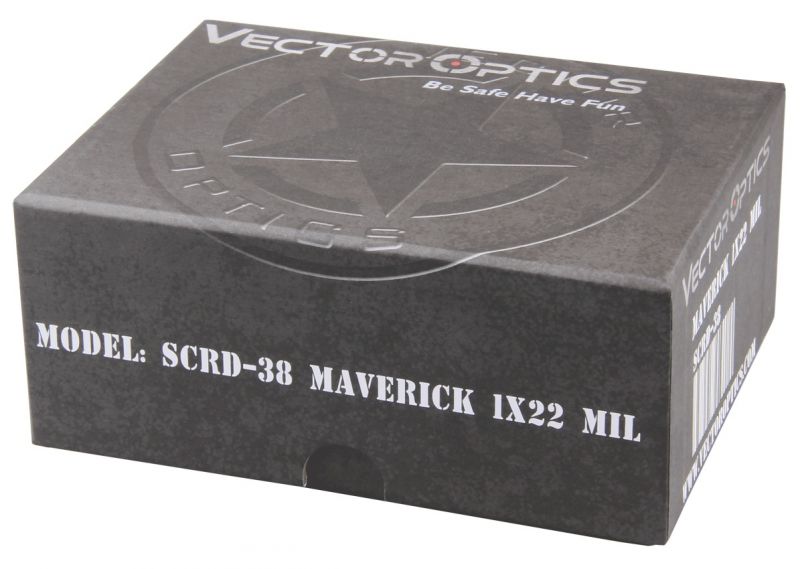 VECTOR OPTICS
Be Safe Have Fun
OPTICS
MODEL: SCRD-38 MAVERICK 1X22 MIL
VECTOR OPTICS
MAVERICK 1X22 MIL
SCRD-38
WWW.VECTOROPTICS.COM